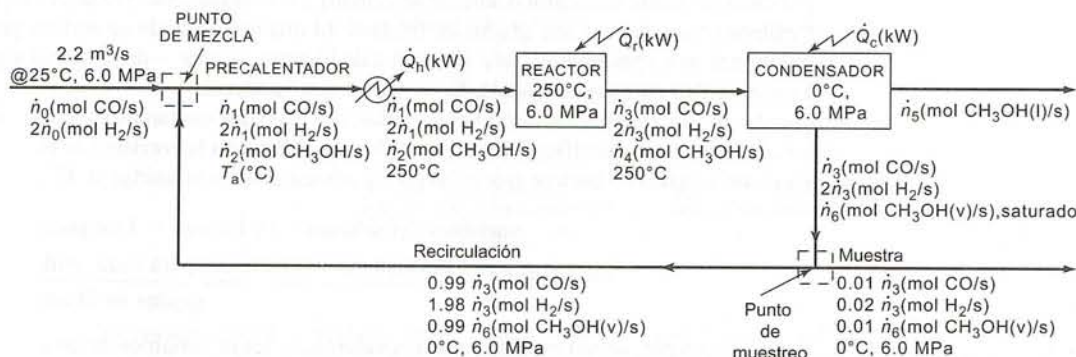 PUNTO
DE MEZCLA
2.2 m³/s
@25°C, 6.0 MPa
ṅ₀(mol CO/s)
2ṅ₀(mol H₂/s)
PRECALENTADOR
Q̇ₕ(kW)
ṅ₁(mol CO/s)
2ṅ₁(mol H₂/s)
ṅ₂(mol CH₃OH/s)
Tₐ(°C)
ṅ₁(mol CO/s)
2ṅ₁(mol H₂/s)
ṅ₂(mol CH₃OH/s)
250°C
Q̇ᵣ(kW)
REACTOR
250°C,
6.0 MPa
ṅ₃(mol CO/s)
2ṅ₃(mol H₂/s)
ṅ₄(mol CH₃OH/s)
250°C
Q̇c(kW)
CONDENSADOR
0°C,
6.0 MPa
ṅ₅(mol CH₃OH(l)/s)
ṅ₃(mol CO/s)
2ṅ₃(mol H₂/s)
ṅ₆(mol CH₃OH(v)/s),saturado
Recirculación
0.99 ṅ₃(mol CO/s)
1.98 ṅ₃(mol H₂/s)
0.99 ṅ₆(mol CH₃OH(v)/s)
0°C, 6.0 MPa
Punto
de
muestreo
Muestra
0.01 ṅ₃(mol CO/s)
0.02 ṅ₃(mol H₂/s)
0.01 ṅ₆(mol CH₃OH(v)/s)
0°C, 6.0 MPa